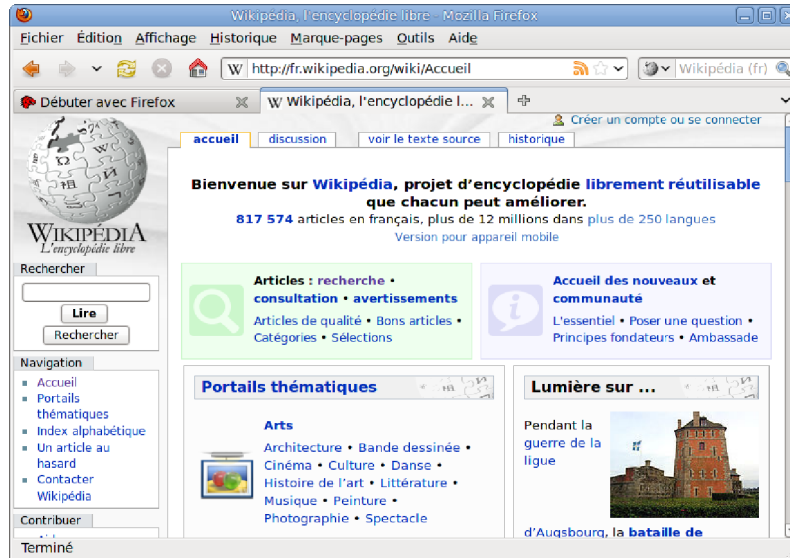 Wikipédia, l'encyclopédie libre - Mozilla Firefox
Fichier Édition Affichage Historique Marque-pages Outils Aide
W http://fr.wikipedia.org/wiki/Accueil Wikipédia (fr)
Débuter avec Firefox W Wikipédia, l'encyclopédie l...
Créer un compte ou se connecter
accueil discussion voir le texte source historique
Bienvenue sur Wikipédia, projet d'encyclopédie librement réutilisable
que chacun peut améliorer.
817 574 articles en français, plus de 12 millions dans plus de 250 langues
Version pour appareil mobile
WIKIPÉDIA
L'encyclopédie libre
Rechercher
Lire
Rechercher
Navigation
Accueil
Portails
thématiques
Index alphabétique
Un article au
hasard
Contacter
Wikipédia
Contribuer
Articles : recherche •
consultation • avertissements
Articles de qualité • Bons articles •
Catégories • Sélections
Accueil des nouveaux et
communauté
L'essentiel • Poser une question •
Principes fondateurs • Ambassade
Portails thématiques
Arts
Architecture • Bande dessinée •
Cinéma • Culture • Danse •
Histoire de l'art • Littérature •
Musique • Peinture •
Photographie • Spectacle
Lumière sur ...
Pendant la
guerre de la
ligue
d'Augsbourg, la bataille de
Terminé